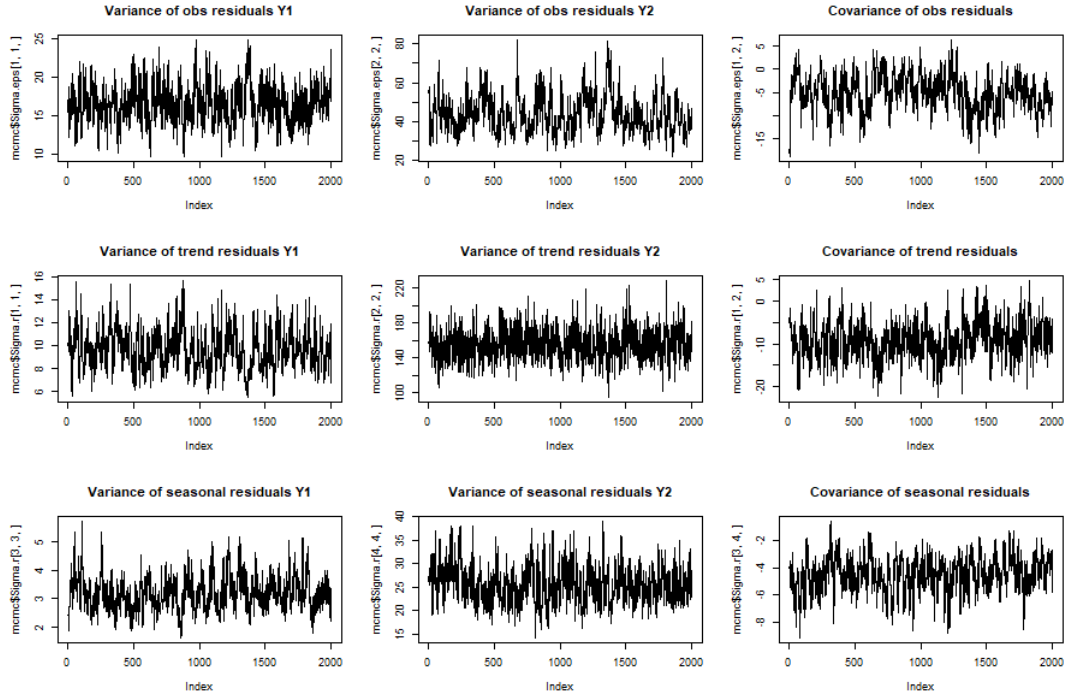 Variance of obs residuals Y1
mcmc$Sigma.eps[1, 1, ]
10 15 20 25
0 500 1000 1500 2000
Index
Variance of obs residuals Y2
mcmc$Sigma.eps[2, 2, ]
20 40 60 80
0 500 1000 1500 2000
Index
Covariance of obs residuals
mcmc$Sigma.eps[1, 2, ]
-15 -5 0 5
0 500 1000 1500 2000
Index
Variance of trend residuals Y1
mcmc$Sigma.r[1, 1, ]
6 8 10 12 14 16
0 500 1000 1500 2000
Index
Variance of trend residuals Y2
mcmc$Sigma.r[2, 2, ]
100 140 180 220
0 500 1000 1500 2000
Index
Covariance of trend residuals
mcmc$Sigma.r[1, 2, ]
-20 -10 0 5
0 500 1000 1500 2000
Index
Variance of seasonal residuals Y1
mcmc$Sigma.r[3, 3, ]
2 3 4 5
0 500 1000 1500 2000
Index
Variance of seasonal residuals Y2
mcmc$Sigma.r[4, 4, ]
15 20 25 30 35 40
0 500 1000 1500 2000
Index
Covariance of seasonal residuals
mcmc$Sigma.r[3, 4, ]
-8 -6 -4 -2
0 500 1000 1500 2000
Index